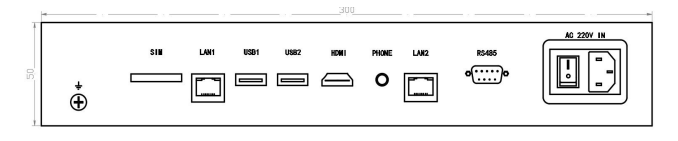 300
50
SIM
LAN1
USB1
USB2
HDMI
PHONE
LAN2
RS485
AC 220V IN